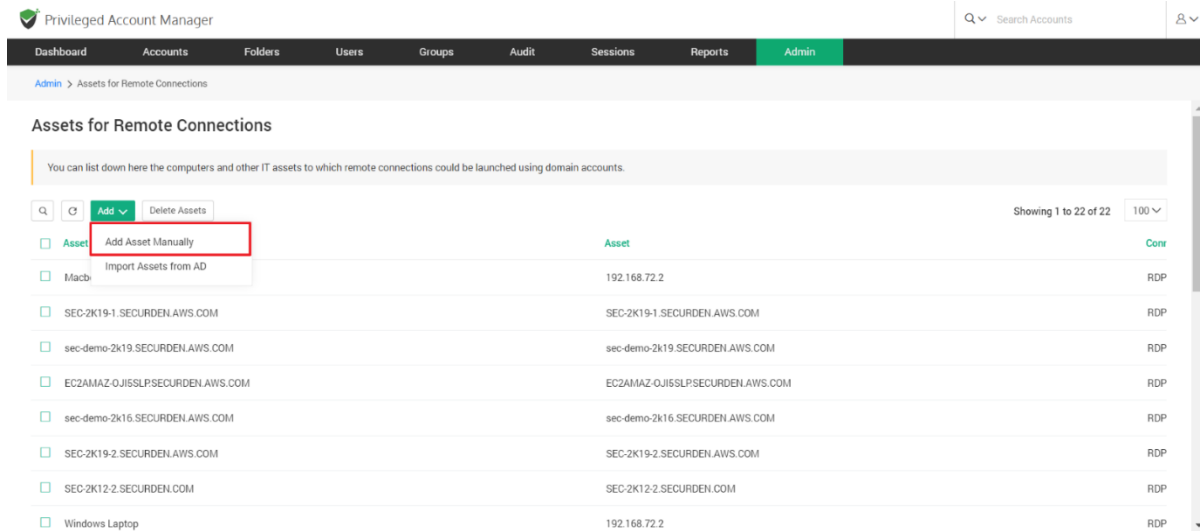 Privileged Account Manager
Search Accounts
Dashboard Accounts Folders Users Groups Audit Sessions Reports Admin
Admin > Assets for Remote Connections
Assets for Remote Connections
You can list down here the computers and other IT assets to which remote connections could be launched using domain accounts.
Add Delete Assets Showing 1 to 22 of 22 100
Add Asset Manually
Asset Asset Conr
Import Assets from AD
Macb 192.168.72.2 RDP
SEC-2K19-1.SECURDEN.AWS.COM SEC-2K19-1.SECURDEN.AWS.COM RDP
sec-demo-2k19.SECURDEN.AWS.COM sec-demo-2k19.SECURDEN.AWS.COM RDP
EC2AMAZ-OJI5SLP.SECURDEN.AWS.COM EC2AMAZ-OJI5SLP.SECURDEN.AWS.COM RDP
sec-demo-2k16.SECURDEN.AWS.COM sec-demo-2k16.SECURDEN.AWS.COM RDP
SEC-2K19-2.SECURDEN.AWS.COM SEC-2K19-2.SECURDEN.AWS.COM RDP
SEC-2K12-2.SECURDEN.COM SEC-2K12-2.SECURDEN.COM RDP
Windows Laptop 192.168.72.2 RDP